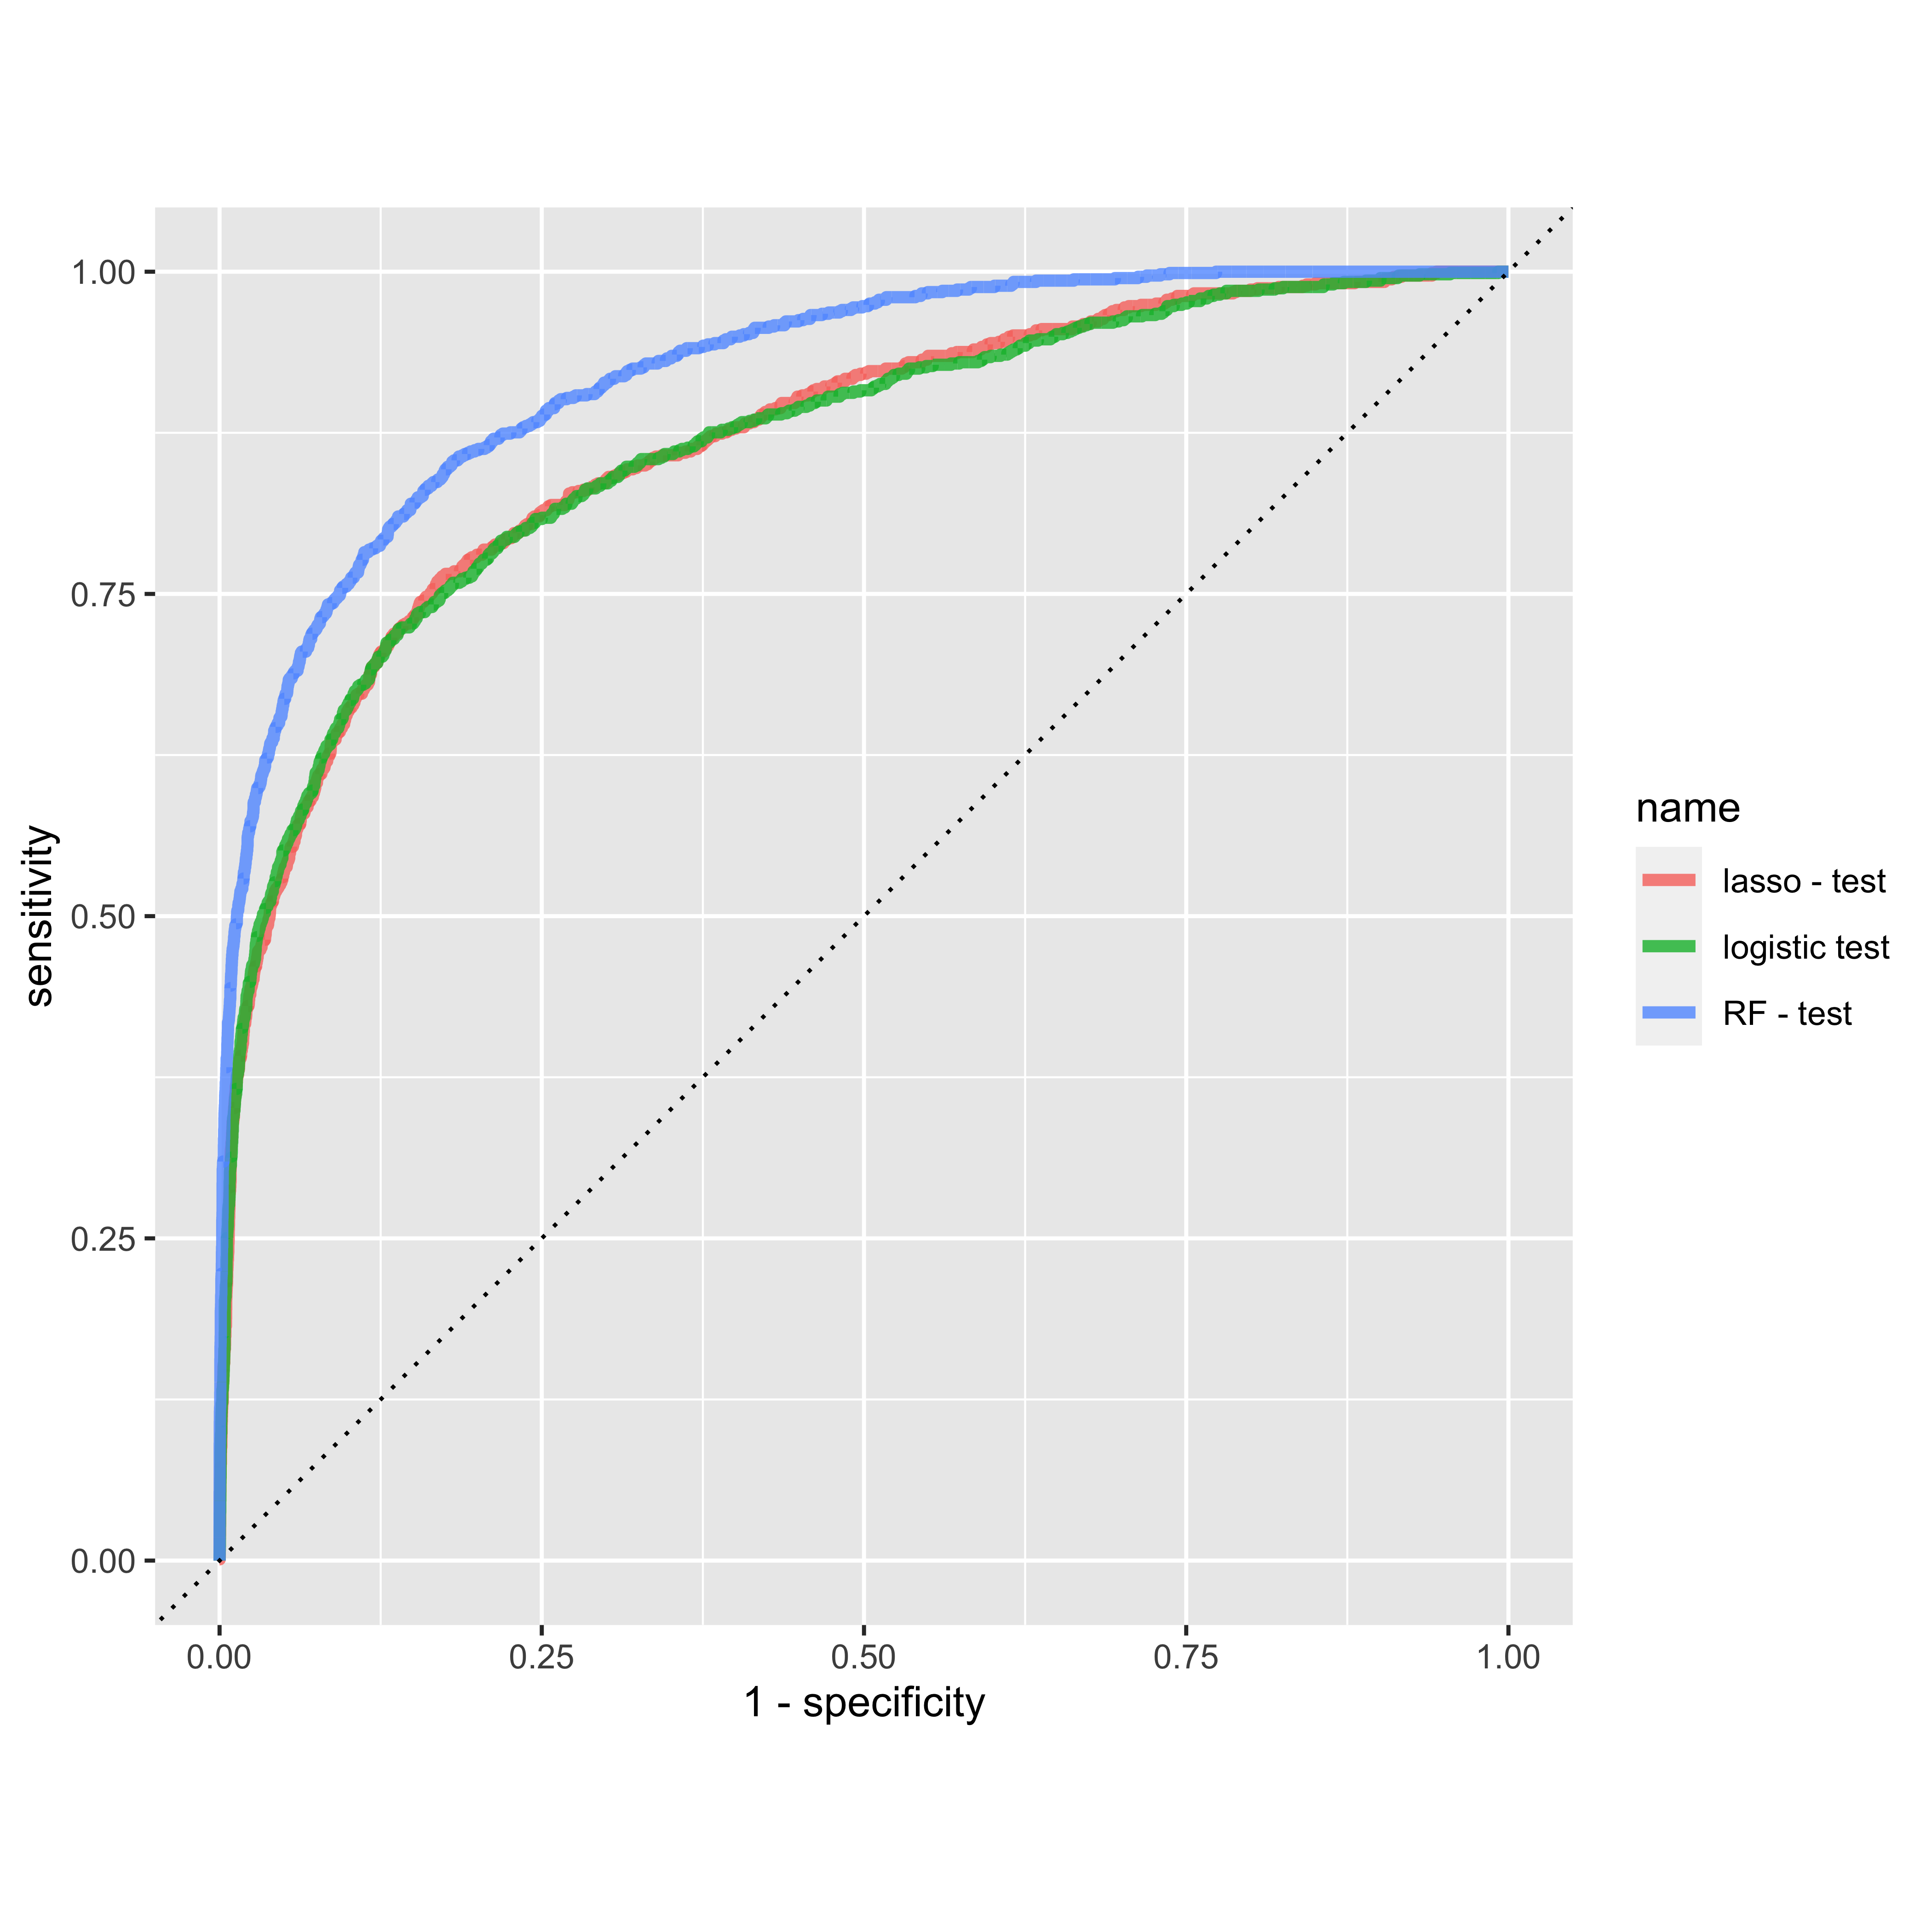 1.00
0.75
0.50
0.25
0.00
sensitivity
0.00 0.25 0.50 0.75 1.00
1 - specificity
name
lasso - test
logistic test
RF - test